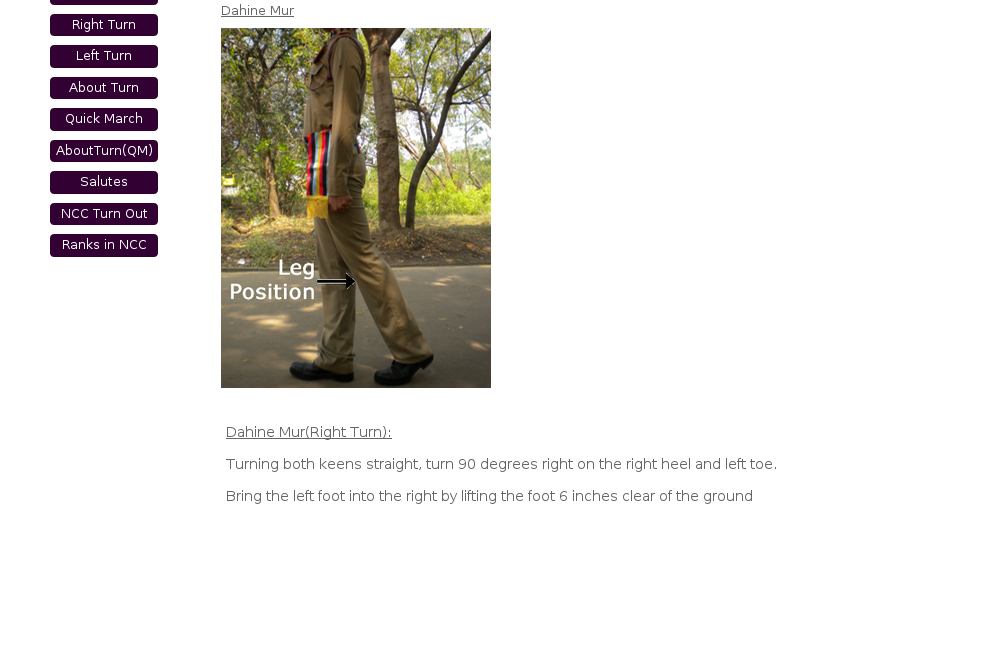 Dahine Mur
Right Turn
Left Turn
About Turn
Quick March
AboutTurn(QM)
Salutes
NCC Turn Out
Ranks in NCC
Leg
Position
Dahine Mur(Right Turn):
Turning both keens straight, turn 90 degrees right on the right heel and left toe.
Bring the left foot into the right by lifting the foot 6 inches clear of the ground